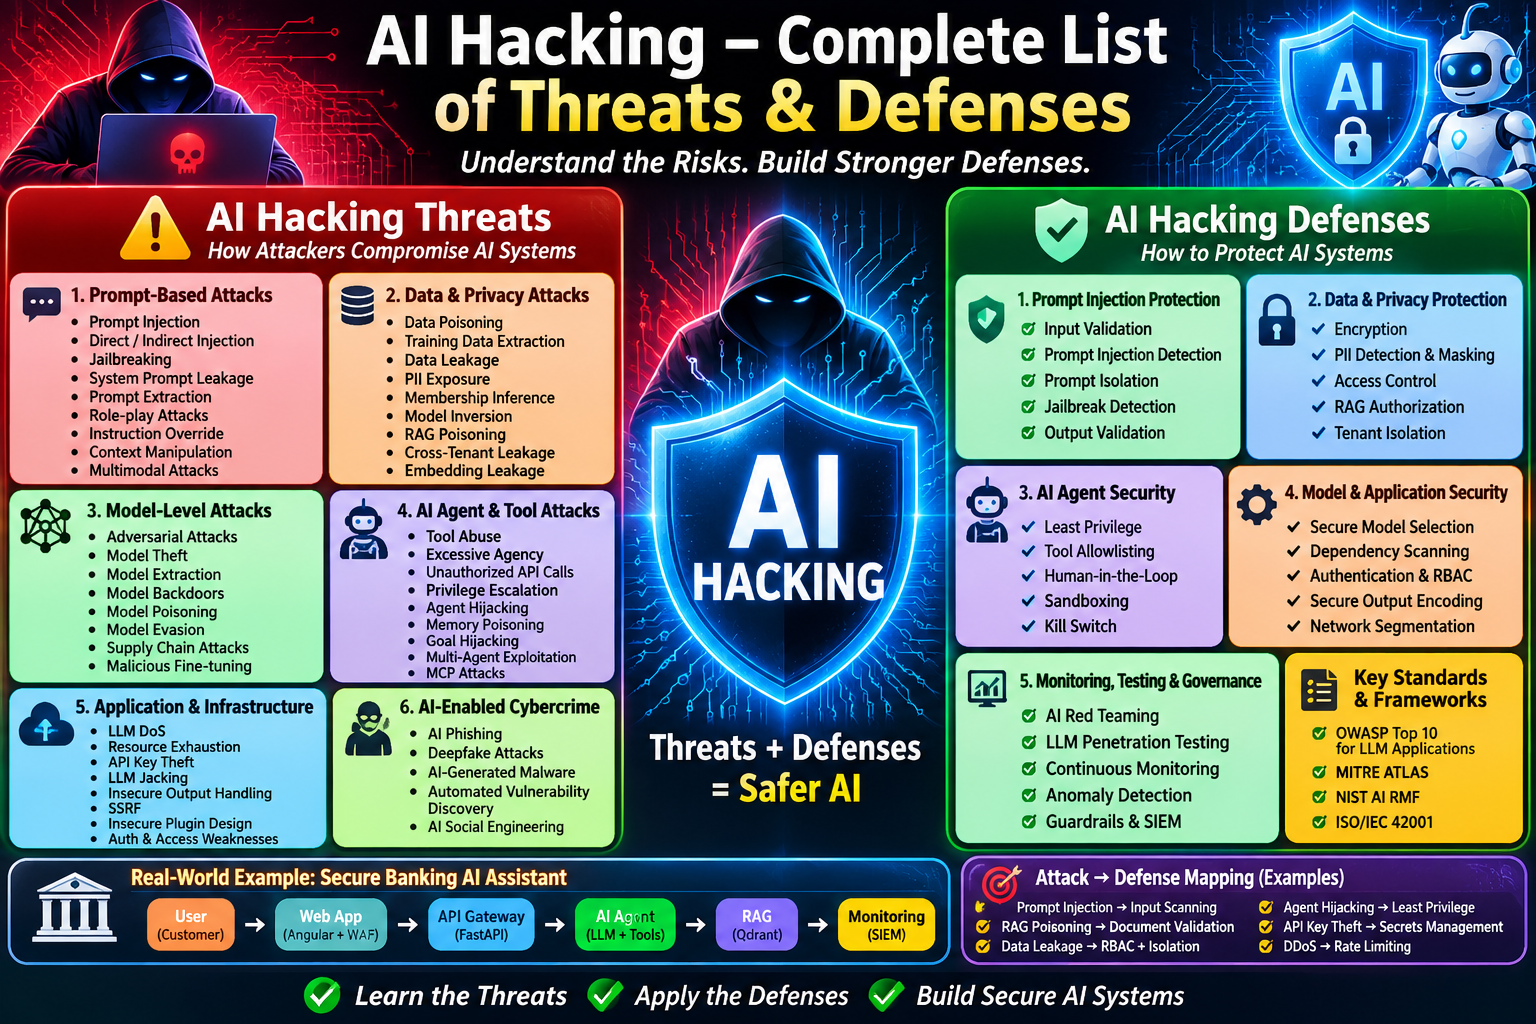 AI Hacking – Complete List
of Threats & Defenses
Understand the Risks. Build Stronger Defenses.
AI
AI Hacking Threats
How Attackers Compromise AI Systems
1. Prompt-Based Attacks
• Prompt Injection
• Direct / Indirect Injection
• Jailbreaking
• System Prompt Leakage
• Prompt Extraction
• Role-play Attacks
• Instruction Override
• Context Manipulation
• Multimodal Attacks
2. Data & Privacy Attacks
• Data Poisoning
• Training Data Extraction
• Data Leakage
• PII Exposure
• Membership Inference
• Model Inversion
• RAG Poisoning
• Cross-Tenant Leakage
• Embedding Leakage
3. Model-Level Attacks
• Adversarial Attacks
• Model Theft
• Model Extraction
• Model Backdoors
• Model Poisoning
• Model Evasion
• Supply Chain Attacks
• Malicious Fine-tuning
4. AI Agent & Tool Attacks
• Tool Abuse
• Excessive Agency
• Unauthorized API Calls
• Privilege Escalation
• Agent Hijacking
• Memory Poisoning
• Goal Hijacking
• Multi-Agent Exploitation
• MCP Attacks
5. Application & Infrastructure
• LLM DoS
• Resource Exhaustion
• API Key Theft
• LLM Jacking
• Insecure Output Handling
• SSRF
• Insecure Plugin Design
• Auth & Access Weaknesses
6. AI-Enabled Cybercrime
• AI Phishing
• Deepfake Attacks
• AI-Generated Malware
• Automated Vulnerability
Discovery
• AI Social Engineering
AI
HACKING
Threats + Defenses
= Safer AI
AI Hacking Defenses
How to Protect AI Systems
1. Prompt Injection Protection
Input Validation
Prompt Injection Detection
Prompt Isolation
Jailbreak Detection
Output Validation
2. Data & Privacy Protection
Encryption
PII Detection & Masking
Access Control
RAG Authorization
Tenant Isolation
3. AI Agent Security
Least Privilege
Tool Allowlisting
Human-in-the-Loop
Sandboxing
Kill Switch
4. Model & Application Security
Secure Model Selection
Dependency Scanning
Authentication & RBAC
Secure Output Encoding
Network Segmentation
5. Monitoring, Testing & Governance
AI Red Teaming
LLM Penetration Testing
Continuous Monitoring
Anomaly Detection
Guardrails & SIEM
Key Standards
& Frameworks
OWASP Top 10
for LLM Applications
MITRE ATLAS
NIST AI RMF
ISO/IEC 42001
Real-World Example: Secure Banking AI Assistant
User
(Customer)
→
Web App
(Angular + WAF)
→
API Gateway
(FastAPI)
→
AI Agent
(LLM + Tools)
→
RAG
(Qdrant)
→
Monitoring
(SIEM)
Attack → Defense Mapping (Examples)
Prompt Injection → Input Scanning
RAG Poisoning → Document Validation
Data Leakage → RBAC + Isolation
Agent Hijacking → Least Privilege
API Key Theft → Secrets Management
DDoS → Rate Limiting
Learn the Threats
Apply the Defenses
Build Secure AI Systems